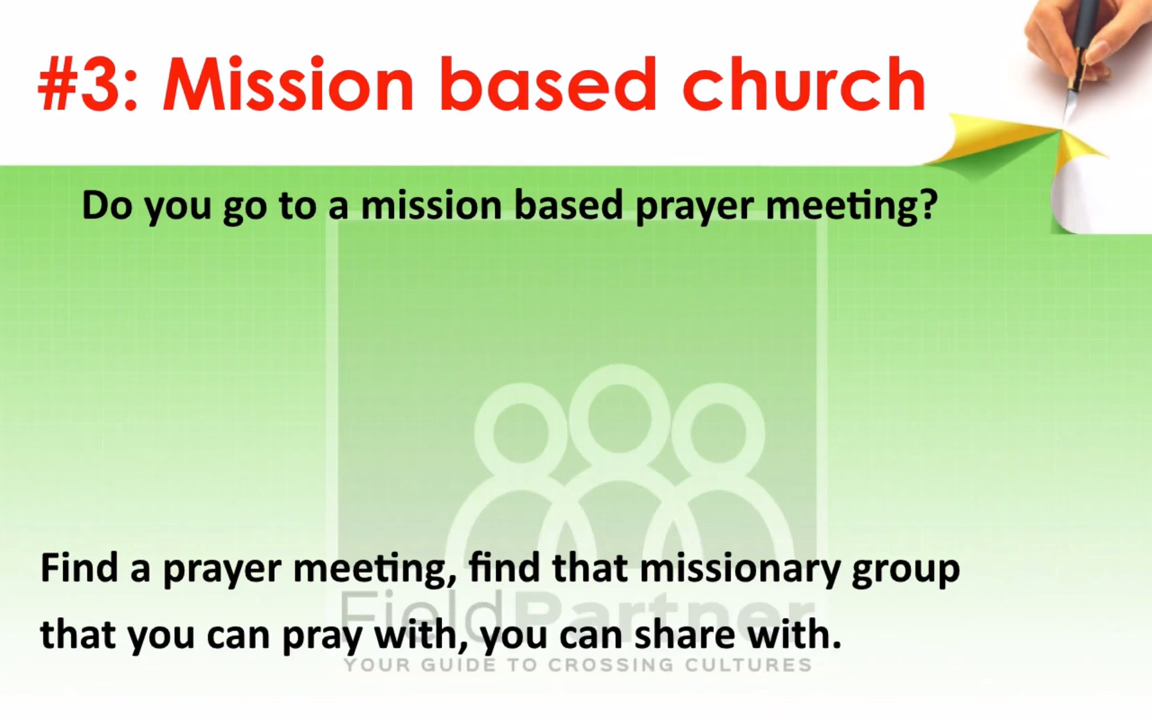 #3: Mission based church
Do you go to a mission based prayer meeting?
Find a prayer meeting, find that missionary group
that you can pray with, you can share with.
FieldPartner
YOUR GUIDE TO CROSSING CULTURES